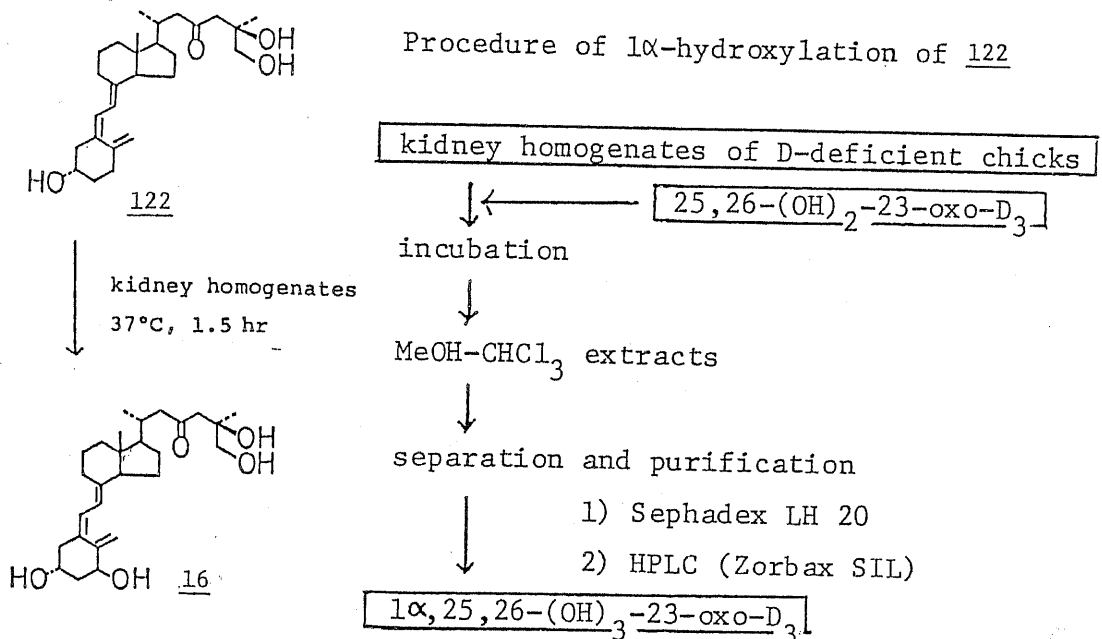 OH
OH
HO
O
122
kidney homogenates
37°C, 1.5 hr
OH
OH
O
HO
OH
16
Procedure of 1α-hydroxylation of 122
kidney homogenates of D-deficient chicks
25,26-(OH)2-23-oxo-D3
incubation
MeOH-CHCl3 extracts
separation and purification
1) Sephadex LH 20
2) HPLC (Zorbax SIL)
1α,25,26-(OH)3-23-oxo-D3